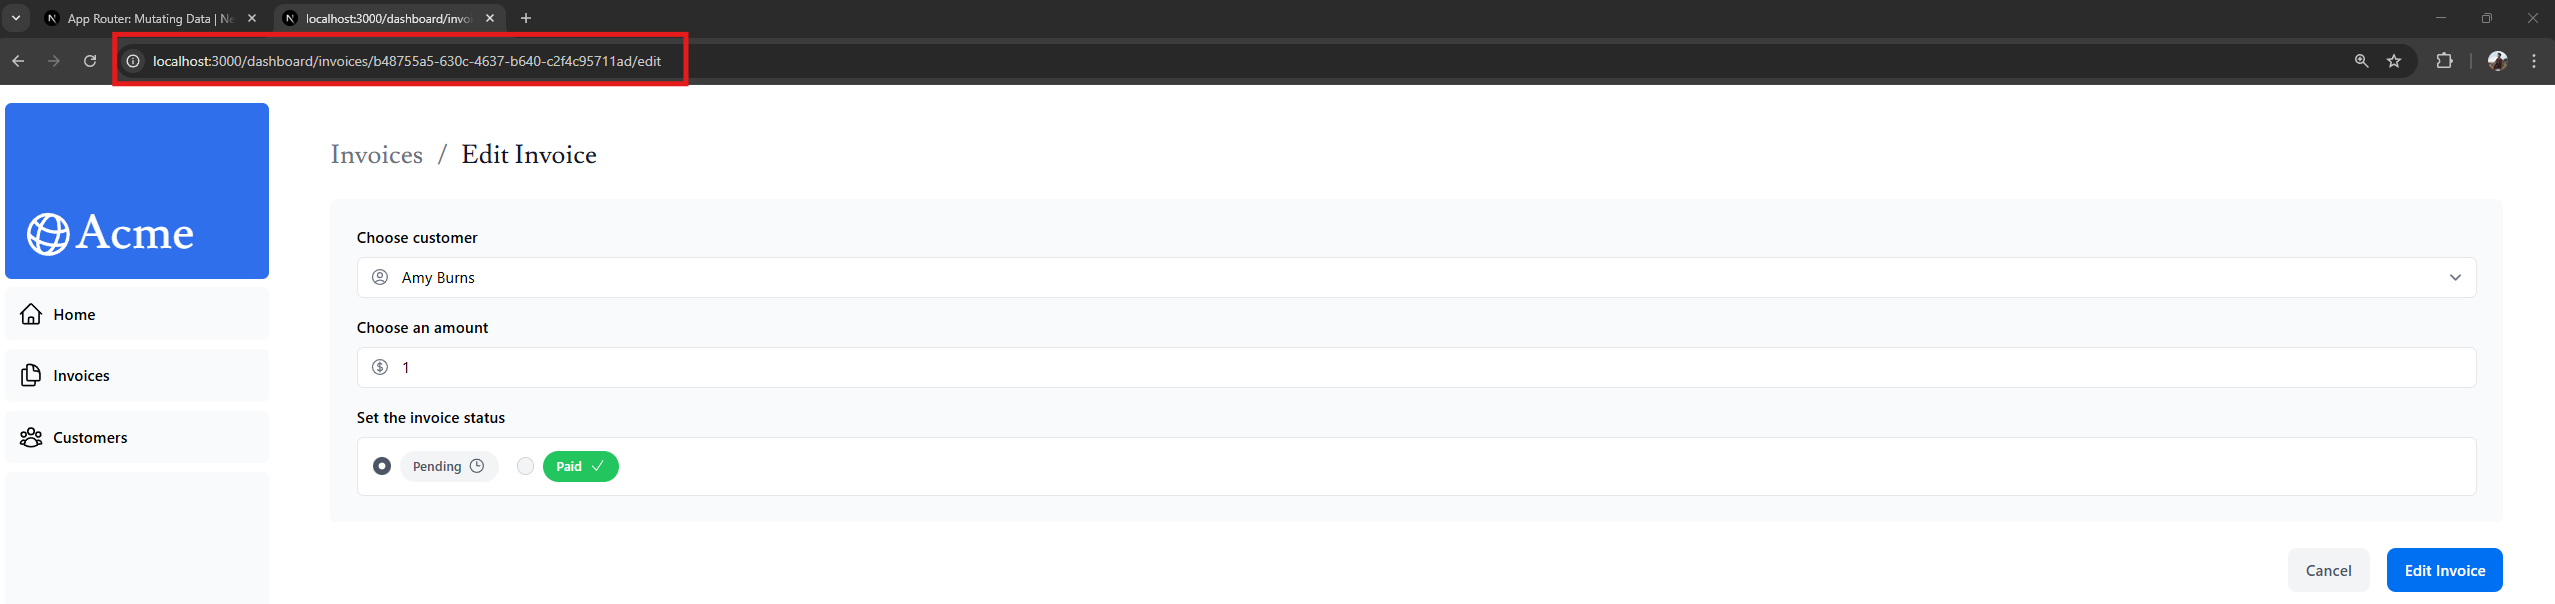 App Router: Mutating Data | Ne
localhost:3000/dashboard/invoi
localhost:3000/dashboard/invoices/b48755a5-630c-4637-b640-c2f4c95711ad/edit
Acme
Home
Invoices
Customers
Invoices / Edit Invoice
Choose customer
Amy Burns
Choose an amount
1
Set the invoice status
Pending Paid
Cancel Edit Invoice